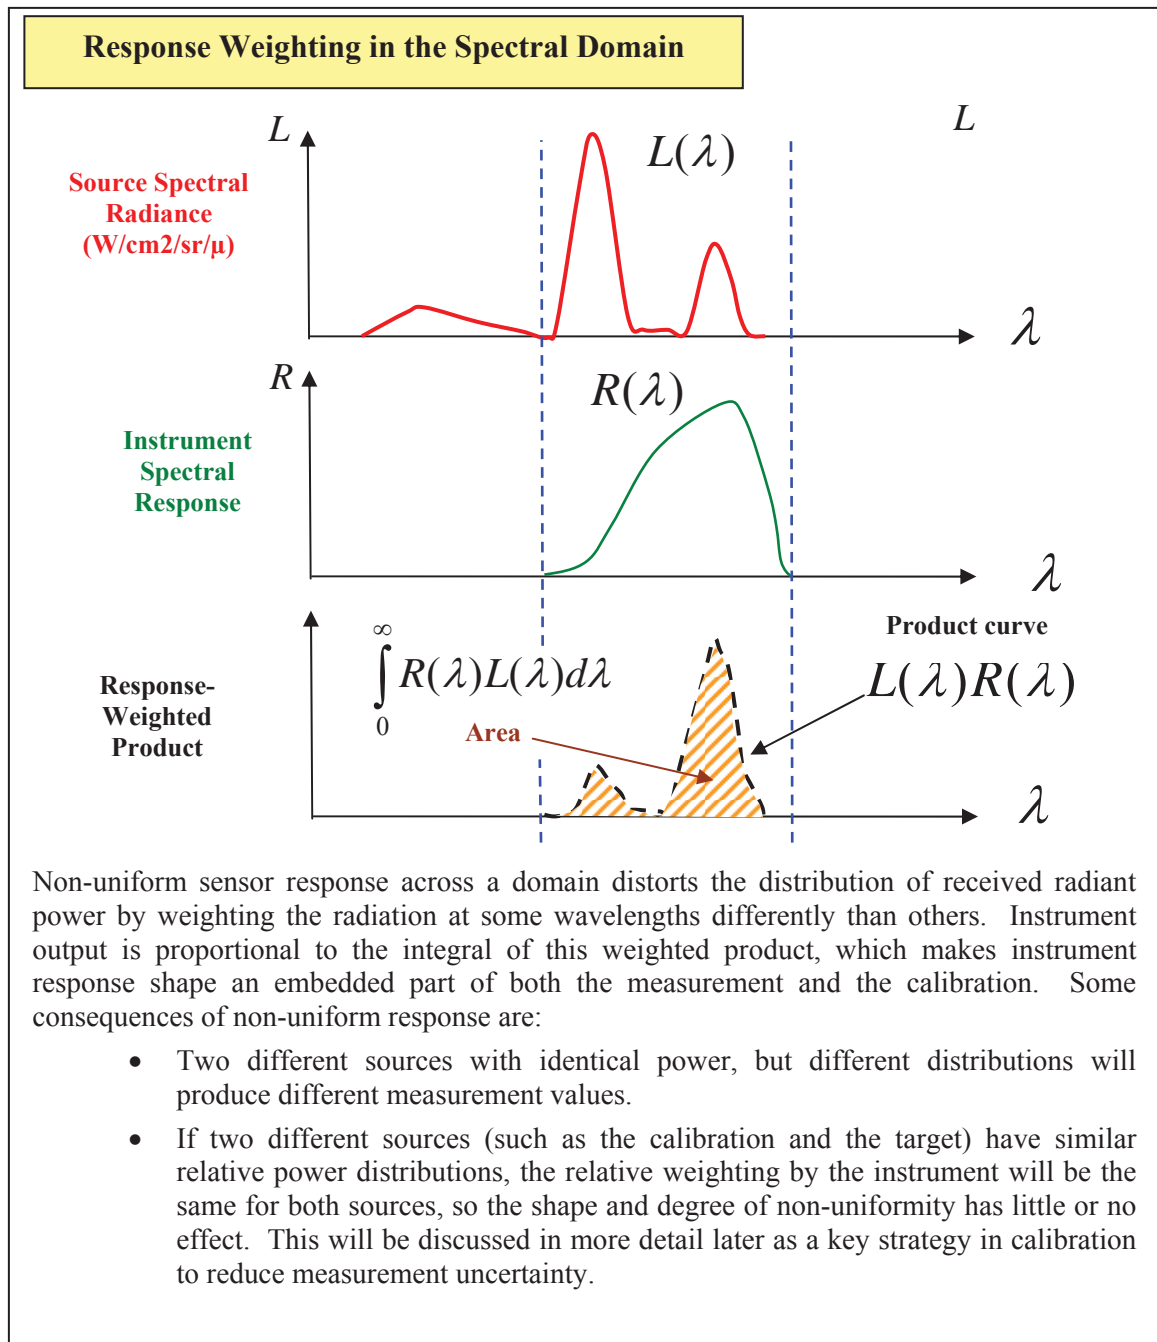 Response Weighting in the Spectral Domain
L
L(λ)
L
Source Spectral
Radiance
(W/cm2/sr/μ)
λ
R
R(λ)
Instrument
Spectral
Response
λ
∞
∫ R(λ)L(λ)dλ
0
Product curve
L(λ)R(λ)
Response-
Weighted
Product
Area
λ
Non-uniform sensor response across a domain distorts the distribution of received radiant
power by weighting the radiation at some wavelengths differently than others. Instrument
output is proportional to the integral of this weighted product, which makes instrument
response shape an embedded part of both the measurement and the calibration. Some
consequences of non-uniform response are:
• Two different sources with identical power, but different distributions will
produce different measurement values.
• If two different sources (such as the calibration and the target) have similar
relative power distributions, the relative weighting by the instrument will be the
same for both sources, so the shape and degree of non-uniformity has little or no
effect. This will be discussed in more detail later as a key strategy in calibration
to reduce measurement uncertainty.